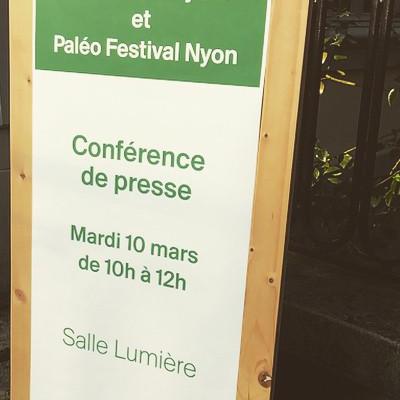 et
Paléo Festival Nyon
Conférence
de presse
Mardi 10 mars
de 10h à 12h
Salle Lumière